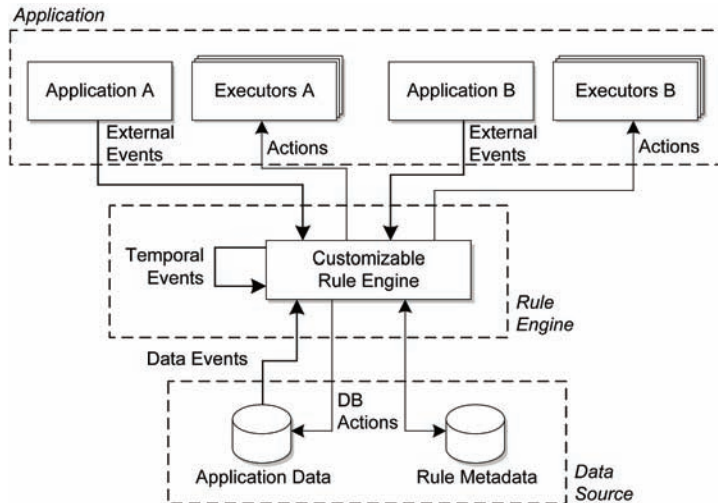 Application
Application A
Executors A
Application B
Executors B
External
Events
Actions
External
Events
Actions
Temporal
Events
Customizable
Rule Engine
Rule
Engine
Data Events
DB
Actions
Application Data
Rule Metadata
Data
Source